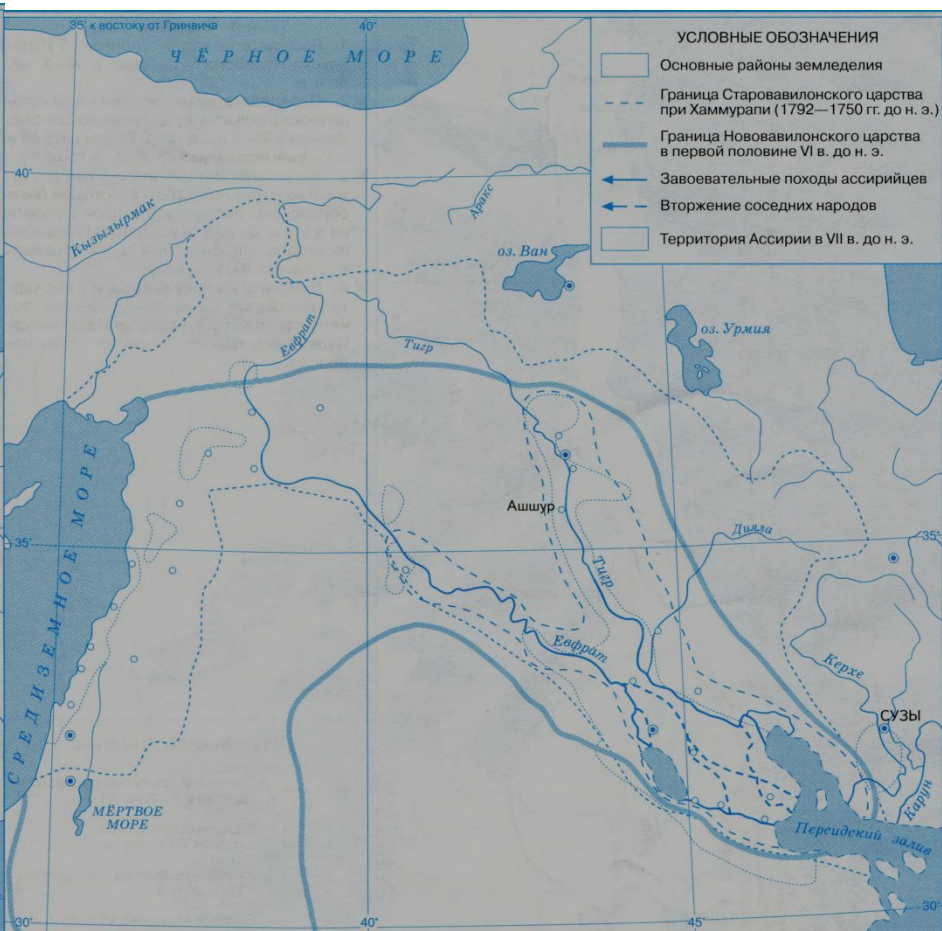 35° к востоку от Гринвича
40°
ЧЁРНОЕ МОРЕ
УСЛОВНЫЕ ОБОЗНАЧЕНИЯ
Основные районы земледелия
Граница Старовавилонского царства
при Хаммурапи (1792—1750 гг. до н. э.)
Граница Нововавилонского царства
в первой половине VI в. до н. э.
Завоевательные походы ассирийцев
Вторжение соседних народов
Территория Ассирии в VII в. до н. э.
40°
Кызылырмак
Аракс
оз. Ван
оз. Урмия
Евфрат
Тигр
СРЕДИЗЕМНОЕ МОРЕ
Ашшур
35°
Дияла
35°
Тигр
Евфрат
Керхе
СУЗЫ
МЁРТВОЕ
МОРЕ
Персидский залив
Карун
30°
40°
45°
30°